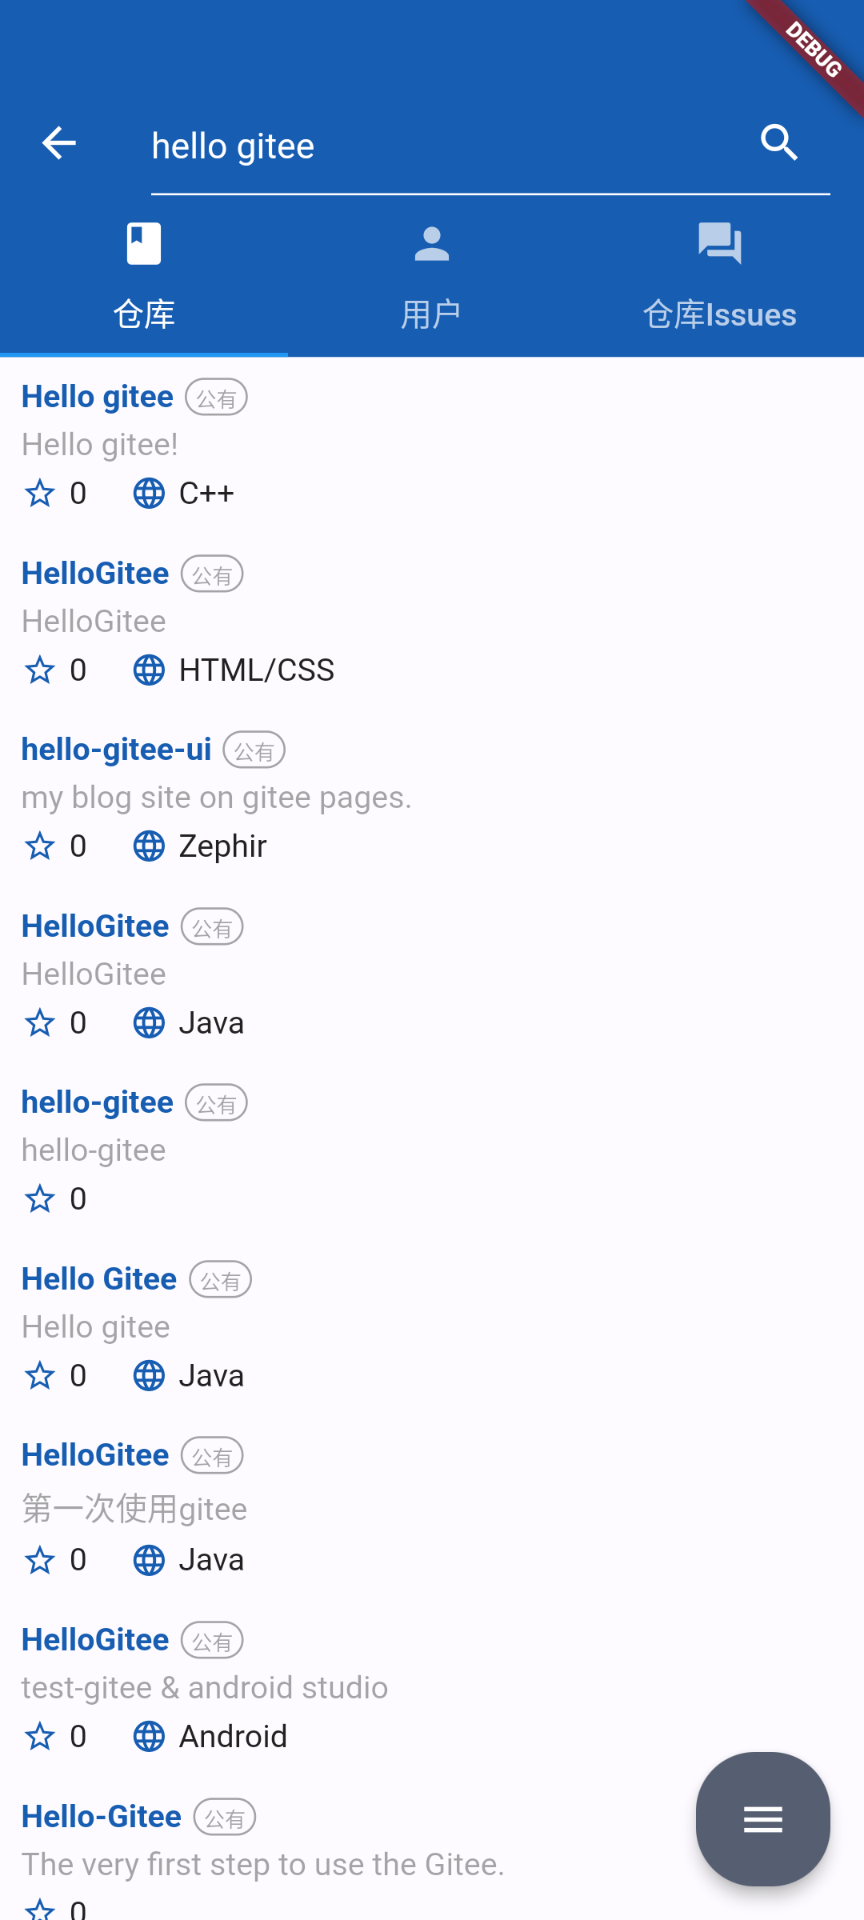 DEBUG
hello gitee
仓库 用户 仓库Issues
Hello gitee 公有
Hello gitee!
0 C++
HelloGitee 公有
HelloGitee
0 HTML/CSS
hello-gitee-ui 公有
my blog site on gitee pages.
0 Zephir
HelloGitee 公有
HelloGitee
0 Java
hello-gitee 公有
hello-gitee
0
Hello Gitee 公有
Hello gitee
0 Java
HelloGitee 公有
第一次使用gitee
0 Java
HelloGitee 公有
test-gitee & android studio
0 Android
Hello-Gitee 公有
The very first step to use the Gitee.
0